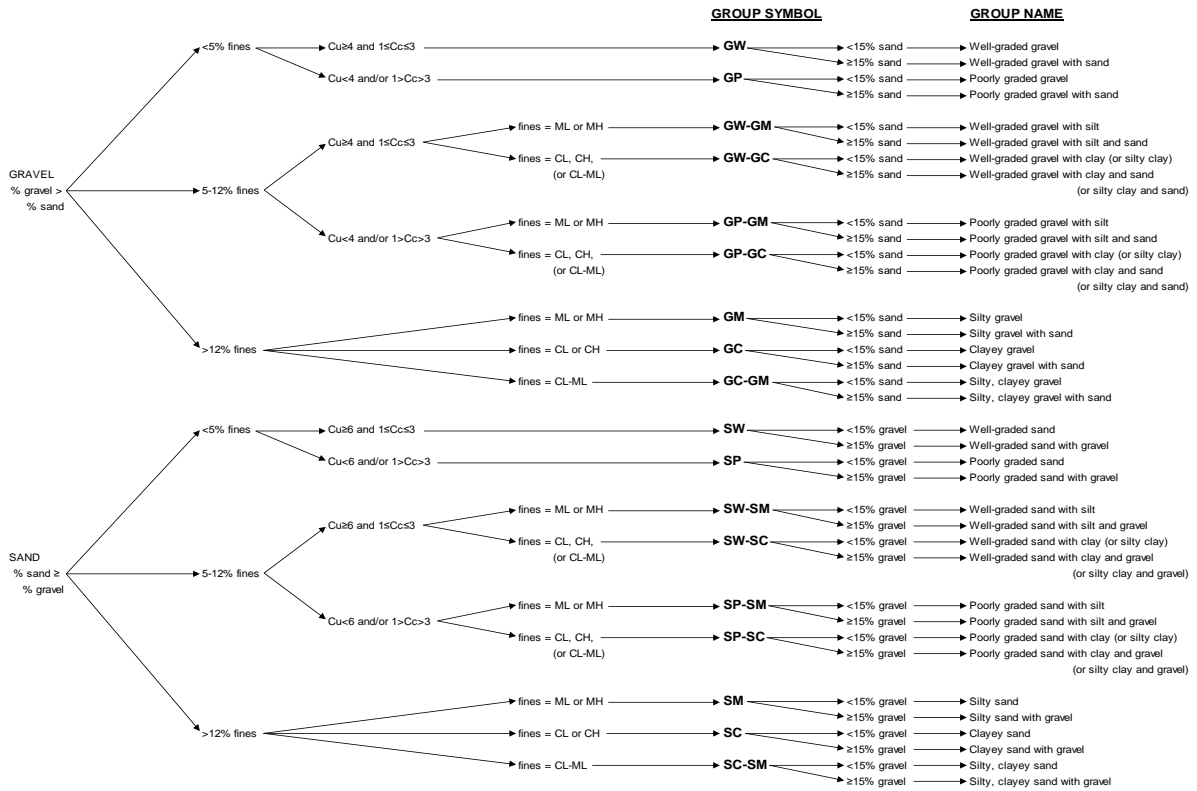 GROUP SYMBOL GROUP NAME
<5% fines Cu≥4 and 1≤Cc≤3 GW <15% sand Well-graded gravel
≥15% sand Well-graded gravel with sand
Cu<4 and/or 1>Cc>3 GP <15% sand Poorly graded gravel
≥15% sand Poorly graded gravel with sand
fines = ML or MH GW-GM <15% sand Well-graded gravel with silt
Cu≥4 and 1≤Cc≤3 ≥15% sand Well-graded gravel with silt and sand
fines = CL, CH, GW-GC <15% sand Well-graded gravel with clay (or silty clay)
GRAVEL (or CL-ML) ≥15% sand Well-graded gravel with clay and sand
% gravel > 5-12% fines (or silty clay and sand)
% sand
fines = ML or MH GP-GM <15% sand Poorly graded gravel with silt
Cu<4 and/or 1>Cc>3 ≥15% sand Poorly graded gravel with silt and sand
fines = CL, CH, GP-GC <15% sand Poorly graded gravel with clay (or silty clay)
(or CL-ML) ≥15% sand Poorly graded gravel with clay and sand
(or silty clay and sand)
fines = ML or MH GM <15% sand Silty gravel
≥15% sand Silty gravel with sand
>12% fines fines = CL or CH GC <15% sand Clayey gravel
≥15% sand Clayey gravel with sand
fines = CL-ML GC-GM <15% sand Silty, clayey gravel
≥15% sand Silty, clayey gravel with sand
<5% fines Cu≥6 and 1≤Cc≤3 SW <15% gravel Well-graded sand
≥15% gravel Well-graded sand with gravel
Cu<6 and/or 1>Cc>3 SP <15% gravel Poorly graded sand
≥15% gravel Poorly graded sand with gravel
fines = ML or MH SW-SM <15% gravel Well-graded sand with silt
Cu≥6 and 1≤Cc≤3 ≥15% gravel Well-graded sand with silt and gravel
fines = CL, CH, SW-SC <15% gravel Well-graded sand with clay (or silty clay)
SAND (or CL-ML) ≥15% gravel Well-graded sand with clay and gravel
% sand ≥ 5-12% fines (or silty clay and gravel)
% gravel
fines = ML or MH SP-SM <15% gravel Poorly graded sand with silt
Cu<6 and/or 1>Cc>3 ≥15% gravel Poorly graded sand with silt and gravel
fines = CL, CH, SP-SC <15% gravel Poorly graded sand with clay (or silty clay)
(or CL-ML) ≥15% gravel Poorly graded sand with clay and gravel
(or silty clay and gravel)
fines = ML or MH SM <15% gravel Silty sand
≥15% gravel Silty sand with gravel
>12% fines fines = CL or CH SC <15% gravel Clayey sand
≥15% gravel Clayey sand with gravel
fines = CL-ML SC-SM <15% gravel Silty, clayey sand
≥15% gravel Silty, clayey sand with gravel